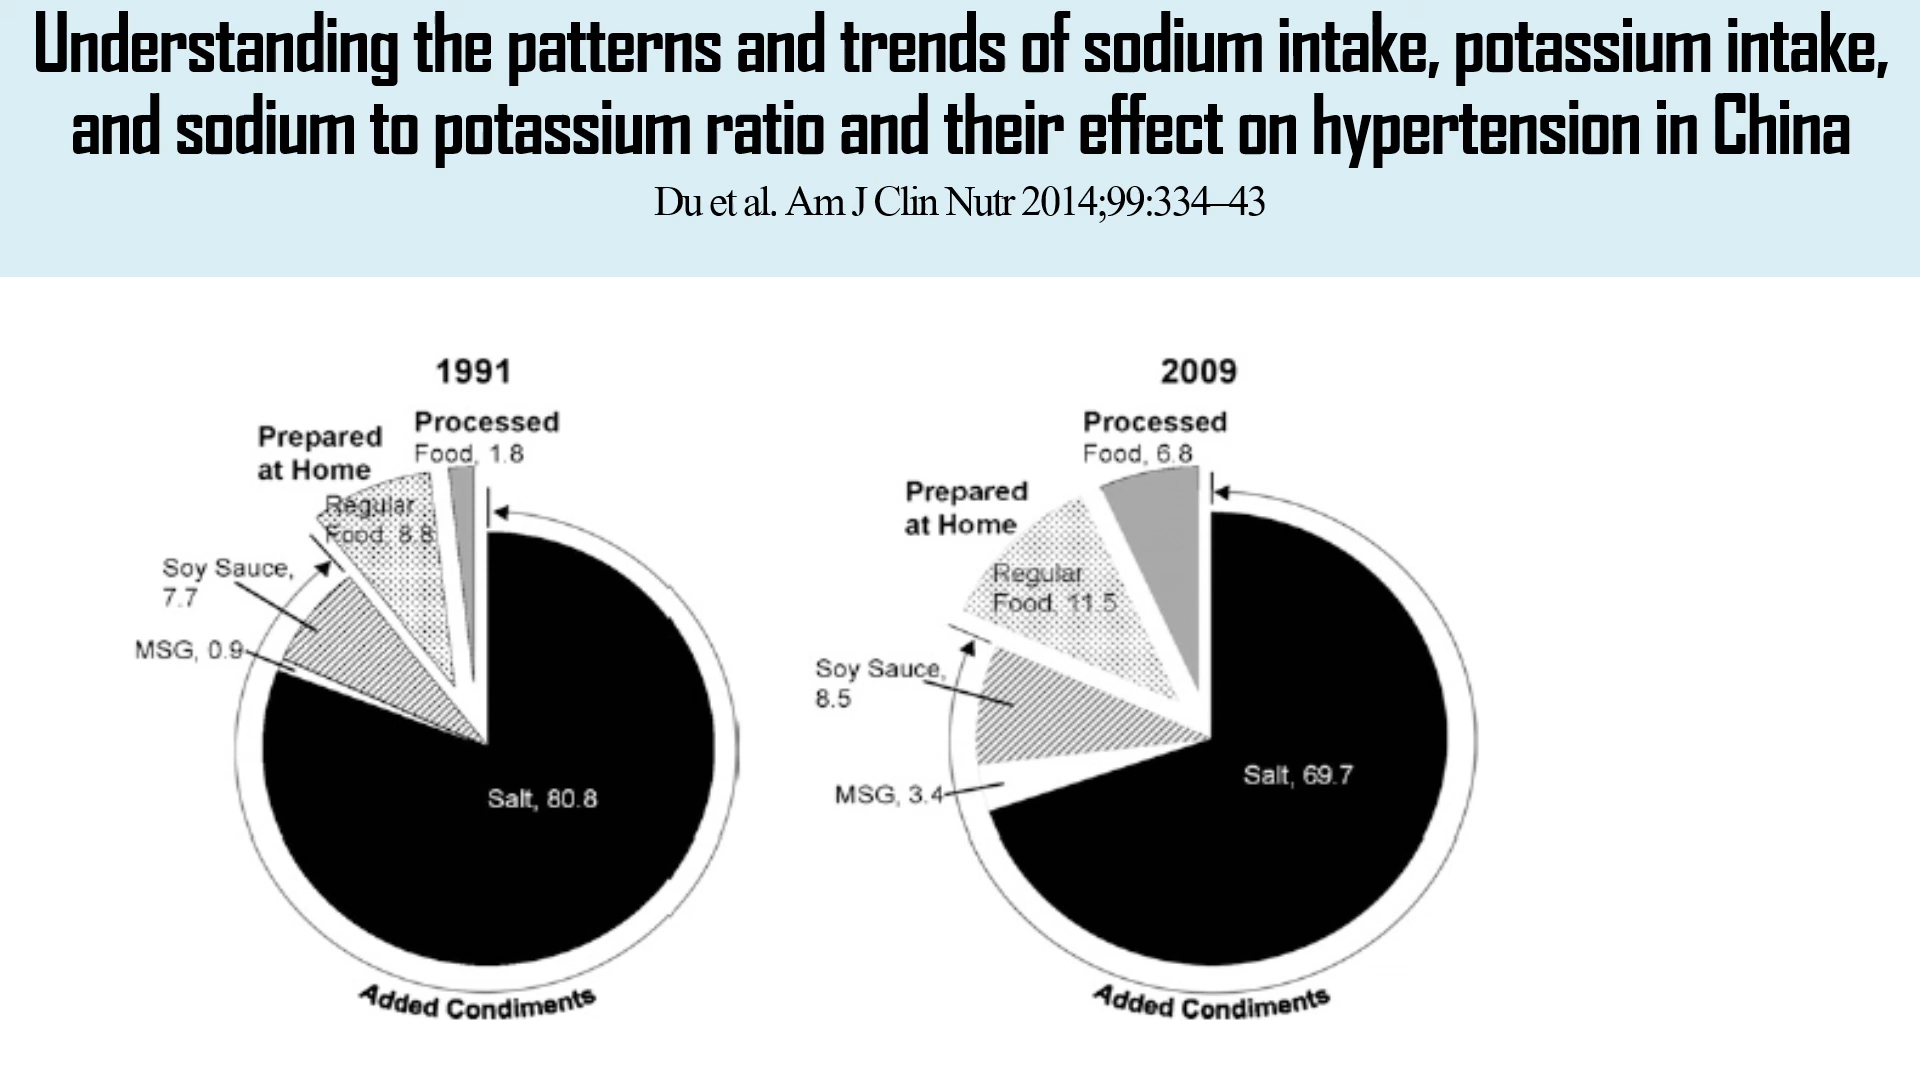 Understanding the patterns and trends of sodium intake, potassium intake,
and sodium to potassium ratio and their effect on hypertension in China
Du et al. Am J Clin Nutr 2014;99:334–43
1991
Processed
Food, 1.8
Prepared
at Home
Regular
Food, 8.8
Soy Sauce,
7.7
MSG, 0.9
Salt, 80.8
Added Condiments
2009
Processed
Food, 6.8
Prepared
at Home
Regular
Food, 11.5
Soy Sauce,
8.5
MSG, 3.4
Salt, 69.7
Added Condiments